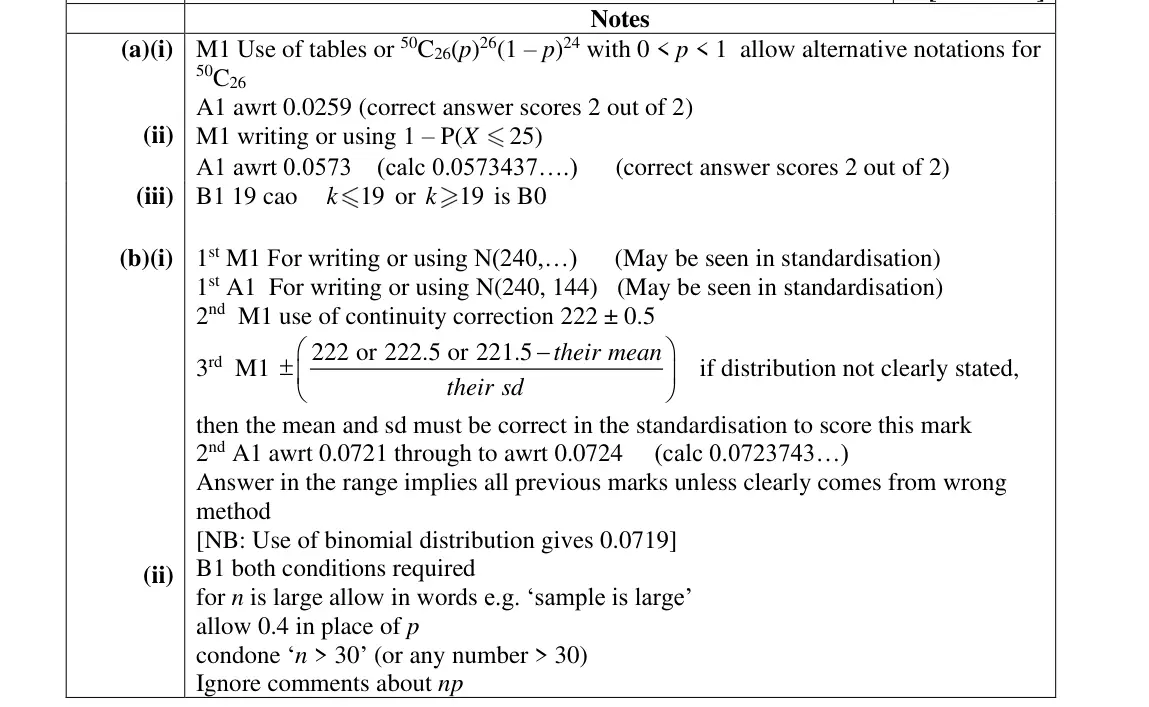 Notes
(a)(i) M1 Use of tables or ⁵⁰C₂₆(p)²⁶(1 – p)²⁴ with 0 < p < 1 allow alternative notations for
⁵⁰C₂₆
A1 awrt 0.0259 (correct answer scores 2 out of 2)
(ii) M1 writing or using 1 – P(X ⩽ 25)
A1 awrt 0.0573 (calc 0.0573437….) (correct answer scores 2 out of 2)
(iii) B1 19 cao k⩽19 or k⩾19 is B0
(b)(i) 1ˢᵗ M1 For writing or using N(240,…) (May be seen in standardisation)
1ˢᵗ A1 For writing or using N(240, 144) (May be seen in standardisation)
2ⁿᵈ M1 use of continuity correction 222 ± 0.5
3ʳᵈ M1 ±((222 or 222.5 or 221.5 – their mean)/(their sd)) if distribution not clearly stated,
then the mean and sd must be correct in the standardisation to score this mark
2ⁿᵈ A1 awrt 0.0721 through to awrt 0.0724 (calc 0.0723743…)
Answer in the range implies all previous marks unless clearly comes from wrong
method
[NB: Use of binomial distribution gives 0.0719]
(ii) B1 both conditions required
for n is large allow in words e.g. ‘sample is large’
allow 0.4 in place of p
condone ‘n > 30’ (or any number > 30)
Ignore comments about np